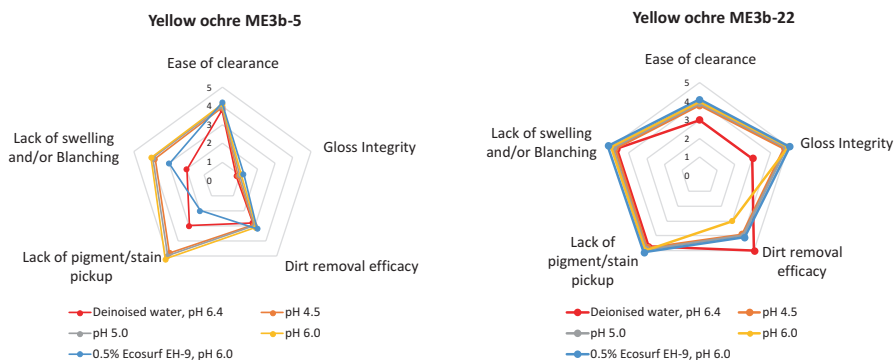 Yellow ochre ME3b-5
Ease of clearance
5
4
3
2
1
0
Lack of swelling
and/or Blanching
Gloss Integrity
Lack of pigment/stain
pickup
Dirt removal efficacy
Deinoised water, pH 6.4
pH 4.5
pH 5.0
pH 6.0
0.5% Ecosurf EH-9, pH 6.0
Yellow ochre ME3b-22
Ease of clearance
5
4
3
2
1
0
Lack of swelling
and/or Blanching
Gloss Integrity
Lack of
pigment/stain
pickup
Dirt removal
efficacy
Deionised water, pH 6.4
pH 4.5
pH 5.0
pH 6.0
0.5% Ecosurf EH-9, pH 6.0